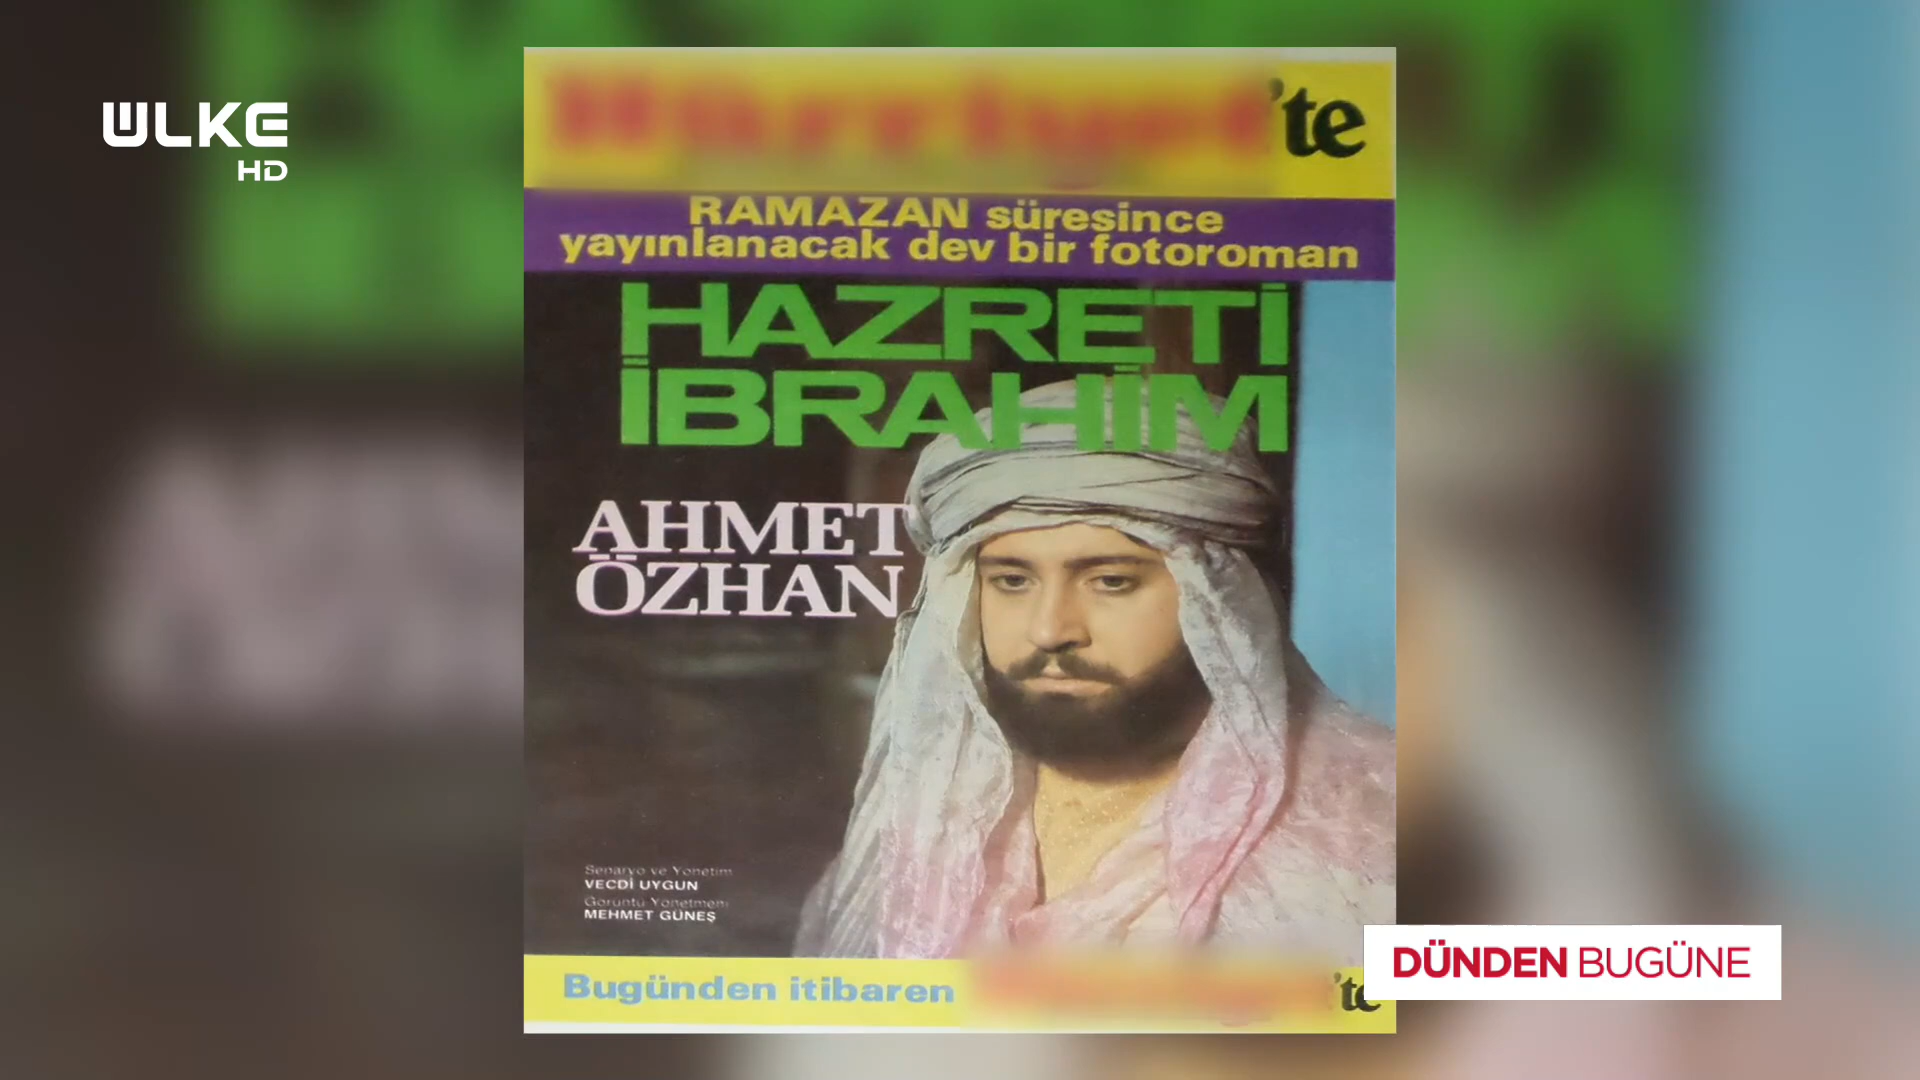 ÜLKE
HD
'te
RAMAZAN süresince
yayınlanacak dev bir fotoroman
HAZRETİ
İBRAHİM
AHMET
ÖZHAN
Senaryo ve Yönetim
VECDİ UYGUN
Görüntü Yönetmeni
MEHMET GÜNEŞ
Bugünden itibaren
'te
DÜNDEN BUGÜNE